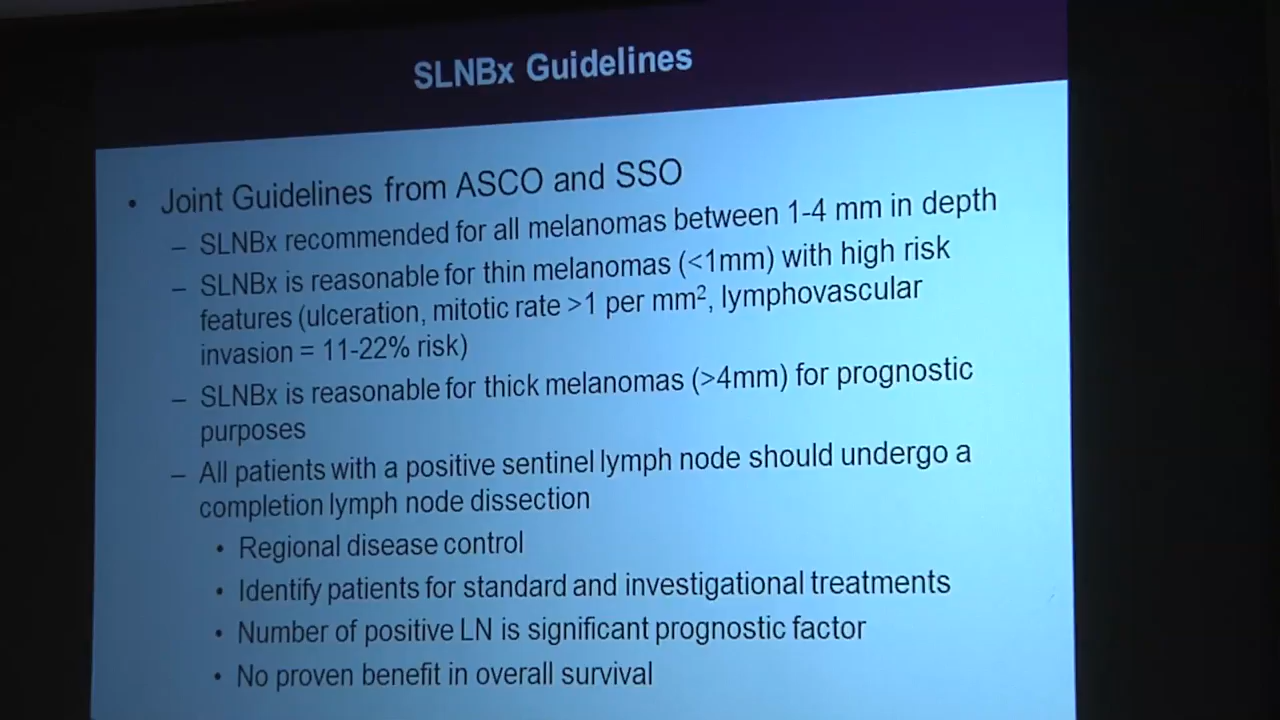 SLNBx Guidelines
• Joint Guidelines from ASCO and SSO
– SLNBx recommended for all melanomas between 1-4 mm in depth
– SLNBx is reasonable for thin melanomas (<1mm) with high risk
features (ulceration, mitotic rate >1 per mm², lymphovascular
invasion = 11-22% risk)
– SLNBx is reasonable for thick melanomas (>4mm) for prognostic
purposes
– All patients with a positive sentinel lymph node should undergo a
completion lymph node dissection
• Regional disease control
• Identify patients for standard and investigational treatments
• Number of positive LN is significant prognostic factor
• No proven benefit in overall survival